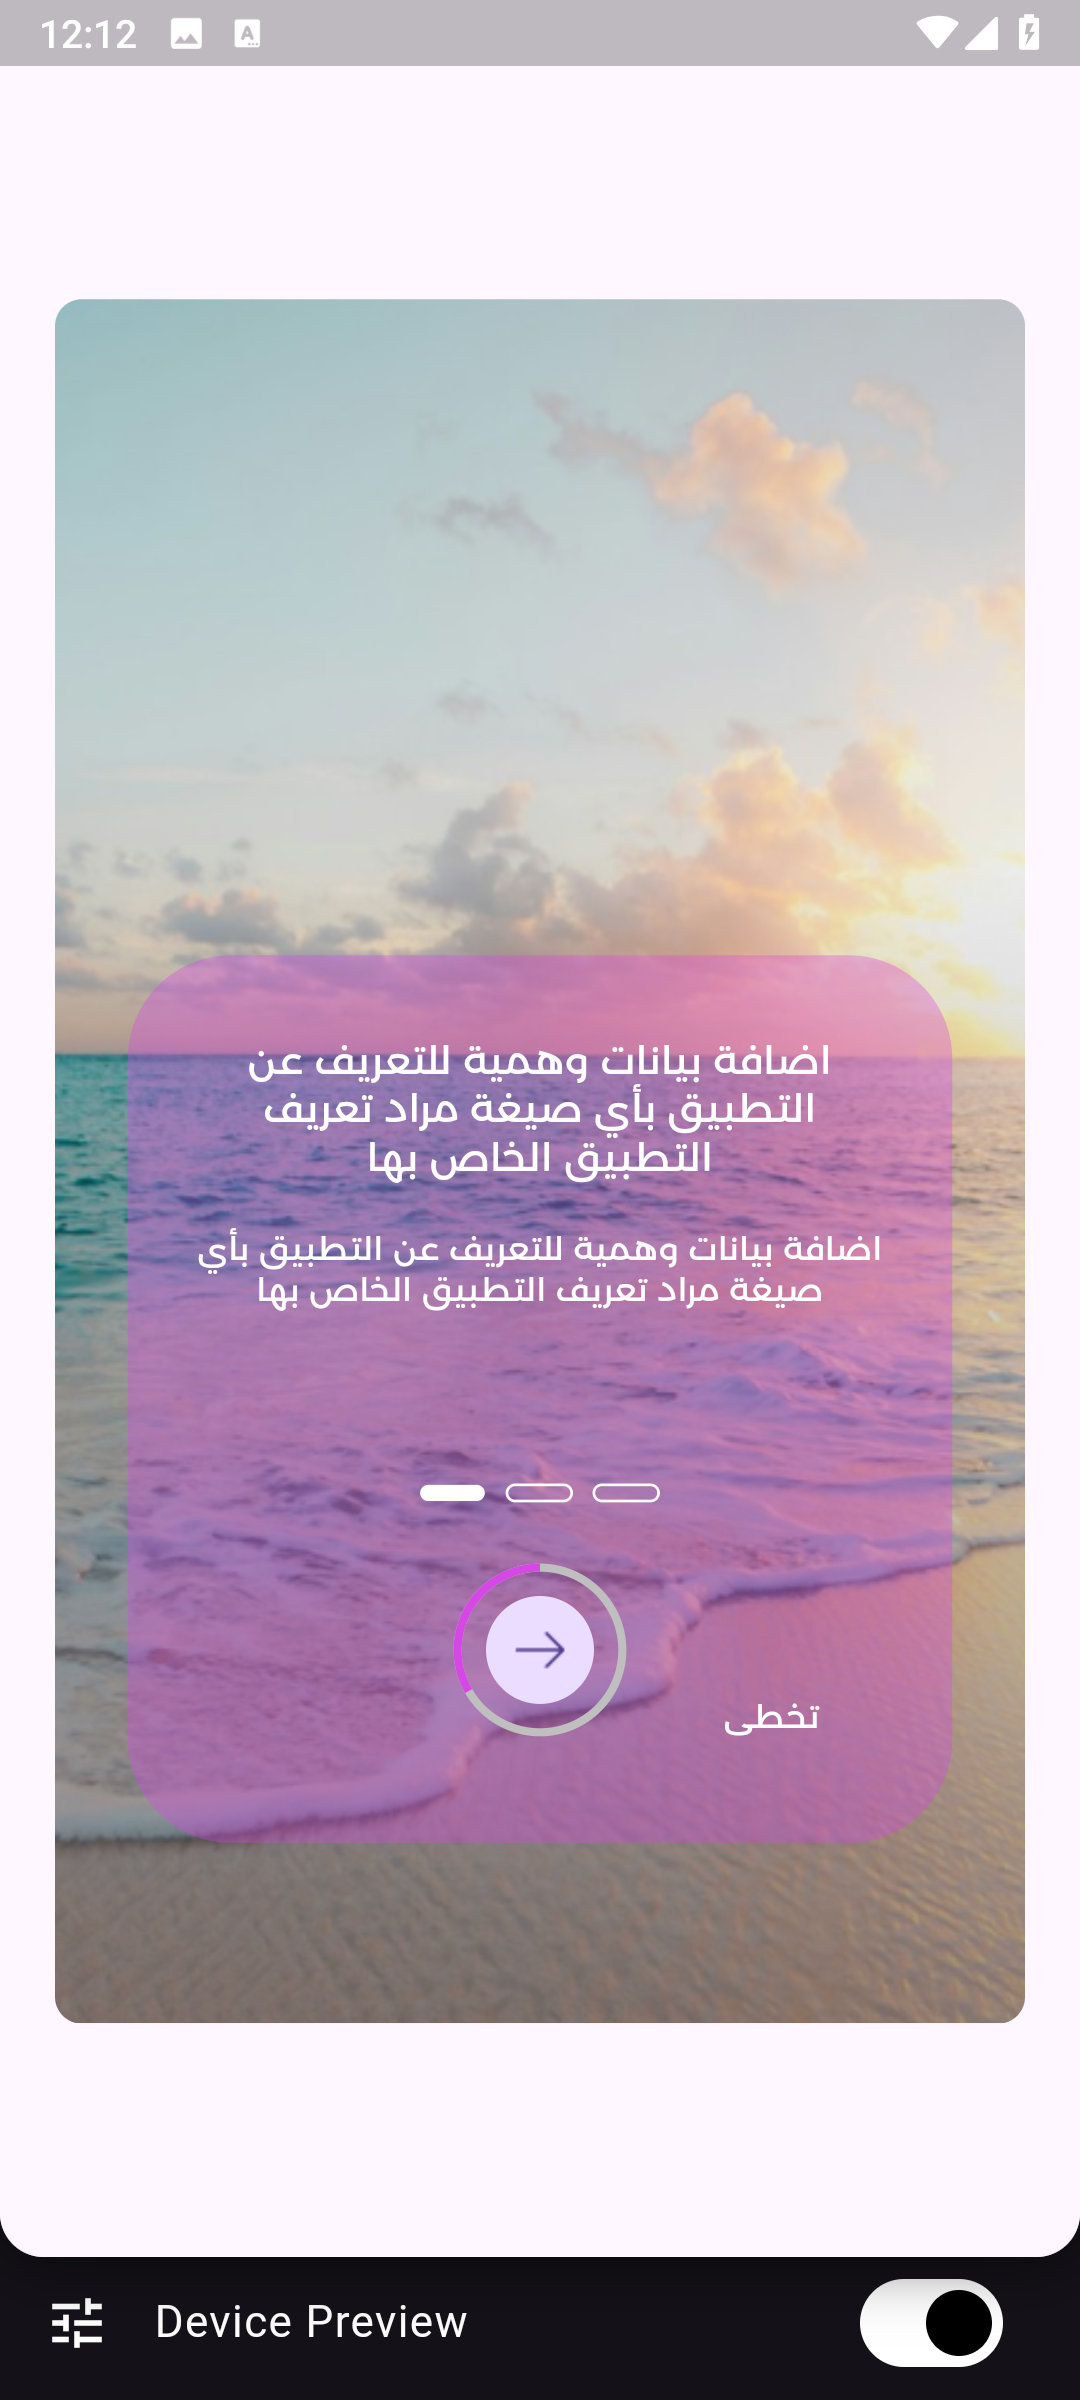 12:12
اضافة بيانات وهمية للتعريف عن
التطبيق بأي صيغة مراد تعريف
التطبيق الخاص بها
اضافة بيانات وهمية للتعريف عن التطبيق بأي
صيغة مراد تعريف التطبيق الخاص بها
تخطى
Device Preview